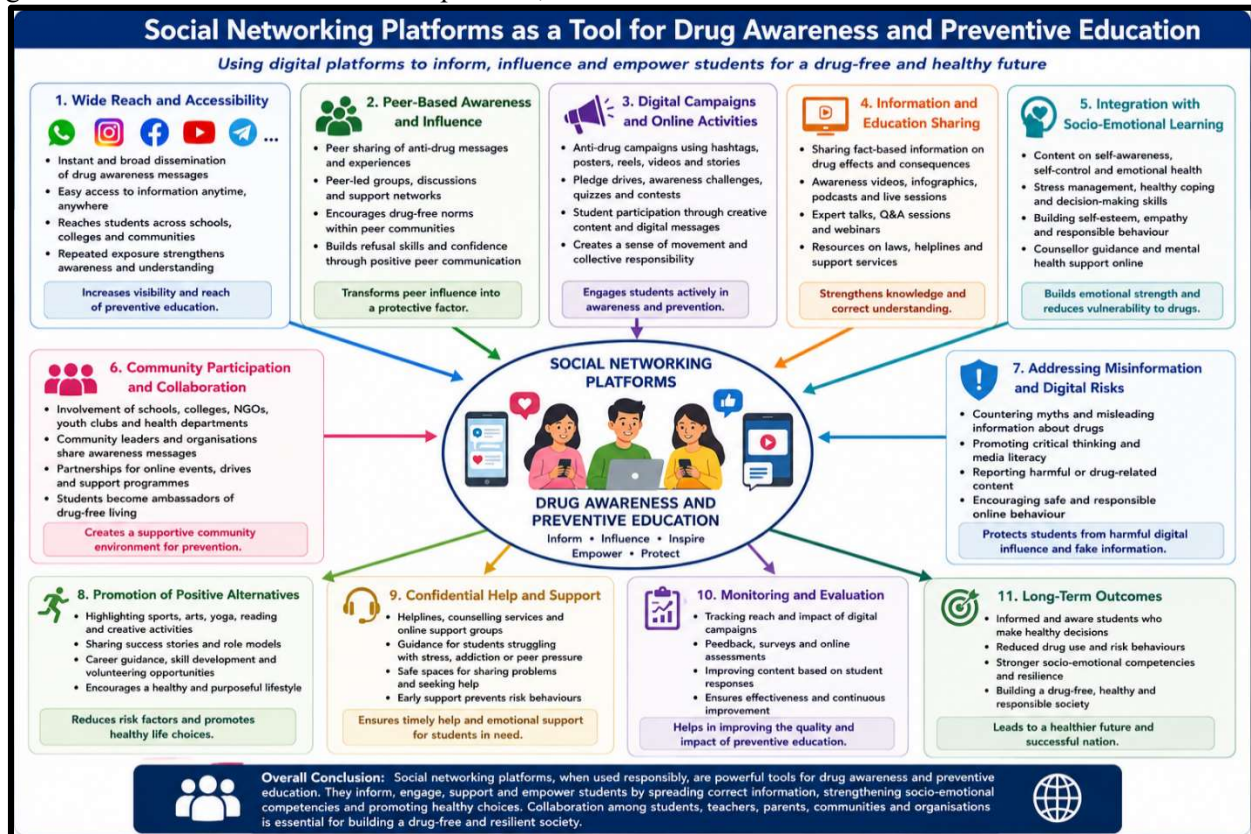 Social Networking Platforms as a Tool for Drug Awareness and Preventive Education
Using digital platforms to inform, influence and empower students for a drug-free and healthy future
1. Wide Reach and Accessibility
...
• Instant and broad dissemination
of drug awareness messages
• Easy access to information anytime,
anywhere
• Reaches students across schools,
colleges and communities
• Repeated exposure strengthens
awareness and understanding
Increases visibility and reach
of preventive education.
2. Peer-Based Awareness
and Influence
• Peer sharing of anti-drug messages
and experiences
• Peer-led groups, discussions
and support networks
• Encourages drug-free norms
within peer communities
• Builds refusal skills and confidence
through positive peer communication
Transforms peer influence into
a protective factor.
3. Digital Campaigns
and Online Activities
• Anti-drug campaigns using hashtags,
posters, reels, videos and stories
• Pledge drives, awareness challenges,
quizzes and contests
• Student participation through creative
content and digital messages
• Creates a sense of movement and
collective responsibility
Engages students actively in
awareness and prevention.
4. Information and
Education Sharing
• Sharing fact-based information on
drug effects and consequences
• Awareness videos, infographics,
podcasts and live sessions
• Expert talks, Q&A sessions
and webinars
• Resources on laws, helplines and
support services
Strengthens knowledge and
correct understanding.
5. Integration with
Socio-Emotional Learning
• Content on self-awareness,
self-control and emotional health
• Stress management, healthy coping
and decision-making skills
• Building self-esteem, empathy
and responsible behaviour
• Counsellor guidance and mental
health support online
Builds emotional strength and
reduces vulnerability to drugs.
6. Community Participation
and Collaboration
• Involvement of schools, colleges, NGOs,
youth clubs and health departments
• Community leaders and organisations
share awareness messages
• Partnerships for online events, drives
and support programmes
• Students become ambassadors of
drug-free living
Creates a supportive community
environment for prevention.
SOCIAL NETWORKING
PLATFORMS
DRUG AWARENESS AND
PREVENTIVE EDUCATION
Inform • Influence • Inspire
Empower • Protect
7. Addressing Misinformation
and Digital Risks
• Countering myths and misleading
information about drugs
• Promoting critical thinking and
media literacy
• Reporting harmful or drug-related
content
• Encouraging safe and responsible
online behaviour
Protects students from harmful digital
influence and fake information.
8. Promotion of Positive Alternatives
• Highlighting sports, arts, yoga, reading
and creative activities
• Sharing success stories and role models
• Career guidance, skill development and
volunteering opportunities
• Encourages a healthy and purposeful lifestyle
Reduces risk factors and promotes
healthy life choices.
9. Confidential Help and Support
• Helplines, counselling services and
online support groups
• Guidance for students struggling
with stress, addiction or peer pressure
• Safe spaces for sharing problems
and seeking help
• Early support prevents risk behaviours
Ensures timely help and emotional support
for students in need.
10. Monitoring and Evaluation
• Tracking reach and impact of digital
campaigns
• Feedback, surveys and online
assessments
• Improving content based on student
responses
• Ensures effectiveness and continuous
improvement
Helps in improving the quality and
impact of preventive education.
11. Long-Term Outcomes
• Informed and aware students who
make healthy decisions
• Reduced drug use and risk behaviours
• Stronger socio-emotional competencies
and resilience
• Building a drug-free, healthy and
responsible society
Leads to a healthier future and
successful nation.
Overall Conclusion: Social networking platforms, when used responsibly, are powerful tools for drug awareness and preventive
education. They inform, engage, support and empower students by spreading correct information, strengthening socio-emotional
competencies and promoting healthy choices. Collaboration among students, teachers, parents, communities and organisations
is essential for building a drug-free and resilient society.